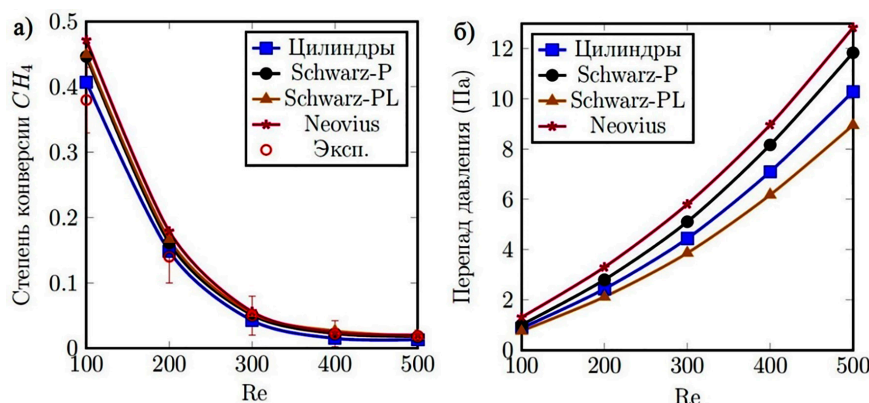 а)
Степень конверсии CH₄
0.5
0.4
0.3
0.2
0.1
0
100 200 300 400 500
Re
Цилиндры
Schwarz-P
Schwarz-PL
Neovius
Эксп.
б)
Перепад давления (Па)
12
10
8
6
4
2
0
100 200 300 400 500
Re
Цилиндры
Schwarz-P
Schwarz-PL
Neovius